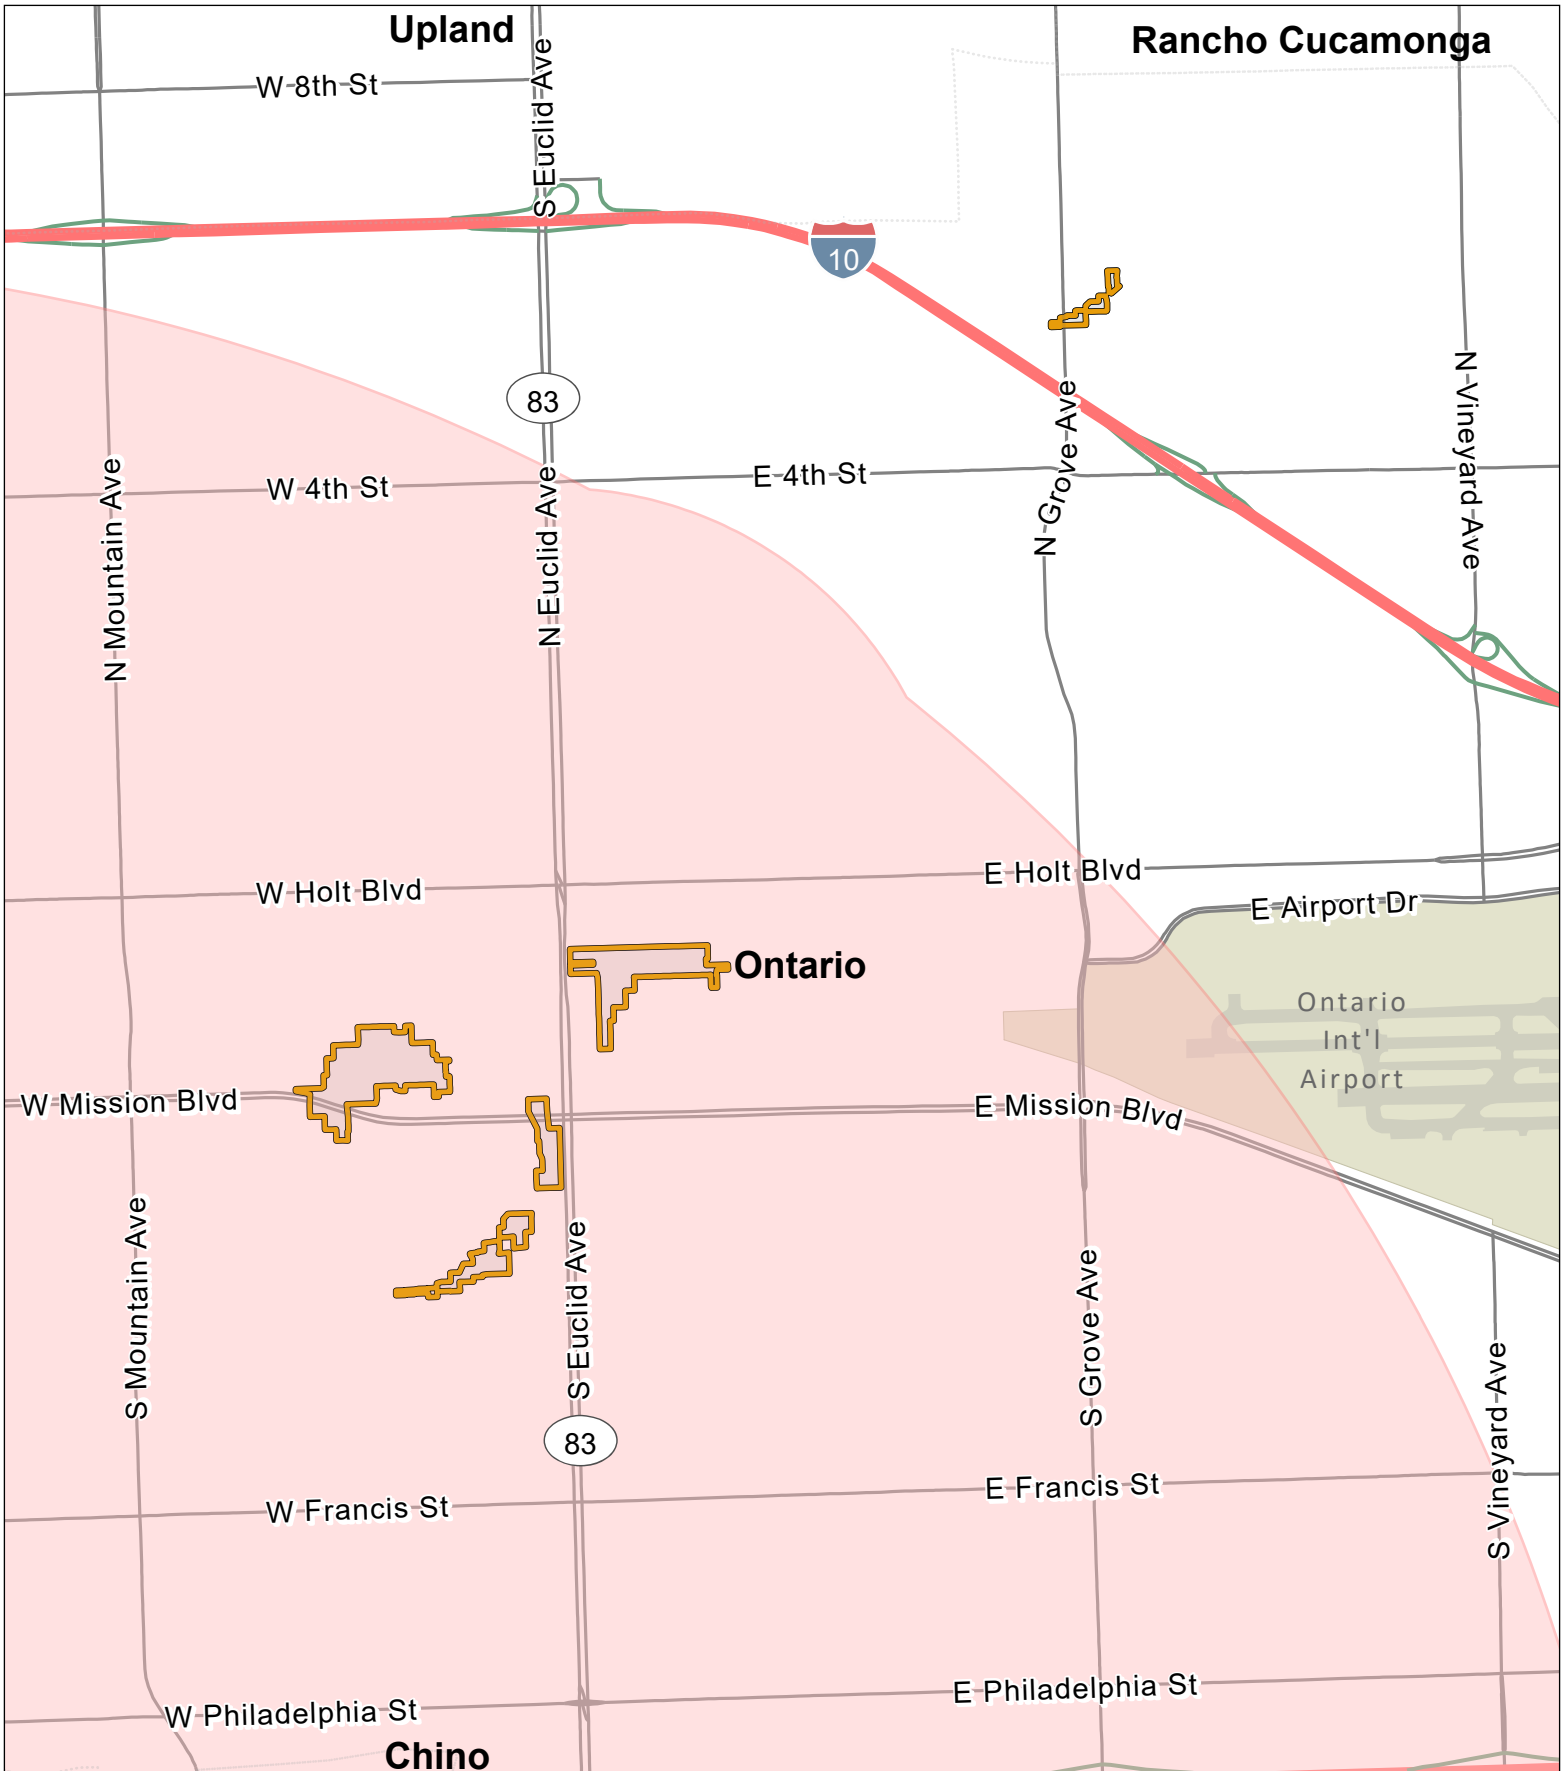 Upland
Rancho Cucamonga
W 8th St
S Euclid Ave
10
83
N Grove Ave
N Vineyard Ave
N Mountain Ave
W 4th St
E 4th St
N Euclid Ave
W Holt Blvd
E Holt Blvd
E Airport Dr
Ontario
Ontario
Int'l
Airport
W Mission Blvd
E Mission Blvd
S Mountain Ave
S Euclid Ave
S Grove Ave
S Vineyard Ave
83
W Francis St
E Francis St
W Philadelphia St
E Philadelphia St
Chino